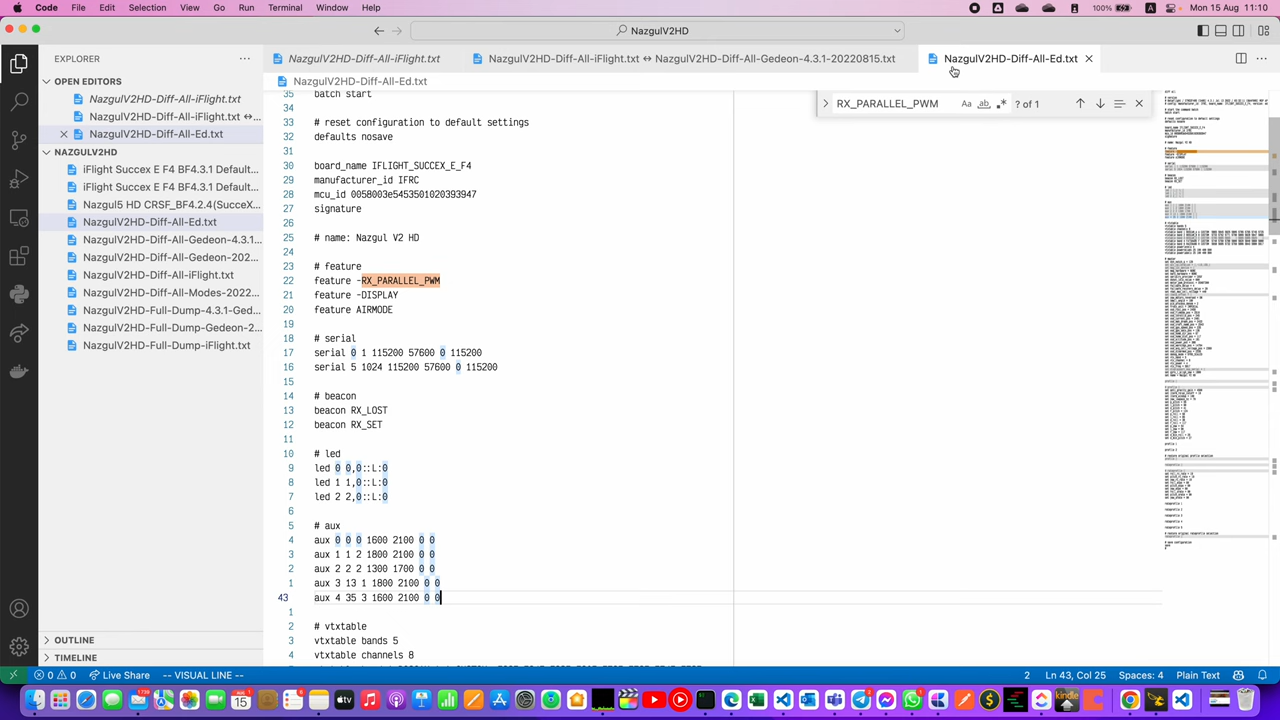 Code File Edit Selection View Go Run Terminal Window Help 100% A Mon 15 Aug 11:10
NazgulV2HD
EXPLORER
OPEN EDITORS
NazgulV2HD-Diff-All-iFlight.txt
NazgulV2HD-Diff-All-iFlight.txt ↔
NazgulV2HD-Diff-All-Ed.txt
NAZGULV2HD
iFlight Succex E F4 BF4.3.1 Default...
iFlight Succex E F4 BF4.3.1 Default...
Nazgul5 HD CRSF_BF4.2.4(SucceX...
NazgulV2HD-Diff-All-Ed.txt
NazgulV2HD-Diff-All-Gedeon-4.3.1...
NazgulV2HD-Diff-All-Gedeon-202...
NazgulV2HD-Diff-All-iFlight.txt
NazgulV2HD-Diff-All-Modes-2022...
NazgulV2HD-Full-Dump-4.3.1-Ged...
NazgulV2HD-Full-Dump-Gedeon-2...
NazgulV2HD-Full-Dump-iFlight.txt
OUTLINE
TIMELINE
NazgulV2HD-Diff-All-iFlight.txt
NazgulV2HD-Diff-All-iFlight.txt ↔ NazgulV2HD-Diff-All-Gedeon-4.3.1-20220815.txt
NazgulV2HD-Diff-All-Ed.txt
NazgulV2HD-Diff-All-Ed.txt
RX_PARALLEL_PWM Aa ab .* ? of 1
35 batch start
34
33 # reset configuration to default settings
32 defaults nosave
31
30 board_name IFLIGHT_SUCCEX_E_F4
29 manufacturer_id IFRC
28 mcu_id 0058003e5453501020393947
27 signature
26
25 # name: Nazgul V2 HD
24
23 # feature
22 feature -RX_PARALLEL_PWM
21 feature -DISPLAY
20 feature AIRMODE
19
18 # serial
17 serial 0 1 115200 57600 0 115200
16 serial 5 1024 115200 57600 0 115200
15
14 # beacon
13 beacon RX_LOST
12 beacon RX_SET
11
10 # led
9 led 0 0,0::L:0
8 led 1 1,0::L:0
7 led 2 2,0::L:0
6
5 # aux
4 aux 0 0 0 1600 2100 0 0
3 aux 1 1 2 1800 2100 0 0
2 aux 2 2 2 1300 1700 0 0
1 aux 3 13 1 1800 2100 0 0
43 aux 4 35 3 1600 2100 0 0
1
2 # vtxtable
3 vtxtable bands 5
4 vtxtable channels 8
0 0 Live Share -- VISUAL LINE -- 2 Ln 43, Col 25 Spaces: 4 Plain Text